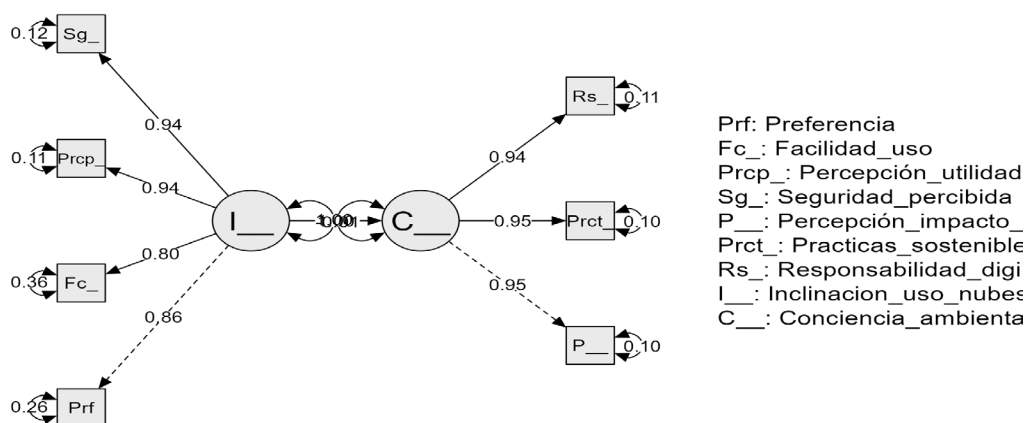 0.12 Sg_
0.94
0.11 Prcp_
0.94
0.80
0.36 Fc_
0.86
0.26 Prf
I__
C__
0.94
Rs_ 0.11
0.95
Prct_ 0.10
0.95
P__ 0.10
Prf: Preferencia
Fc_: Facilidad_uso
Prcp_: Percepción_utilidad
Sg_: Seguridad_percibida
P__: Percepción_impacto_
Prct_: Practicas_sostenible
Rs_: Responsabilidad_digi
I__: Inclinacion_uso_nubes
C__: Conciencia_ambienta